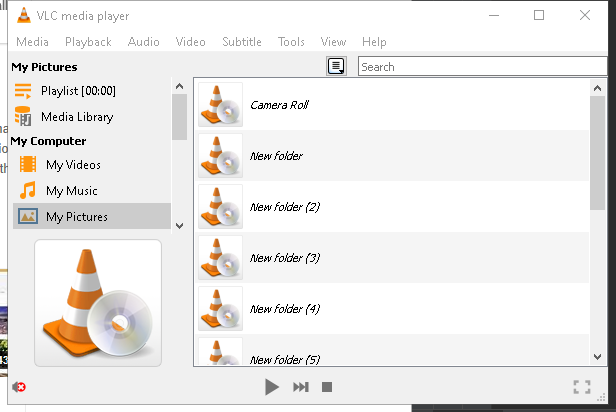 VLC media player
Media Playback Audio Video Subtitle Tools View Help
My Pictures
Search
Playlist [00:00]
Media Library
My Computer
My Videos
My Music
My Pictures
Camera Roll
New folder
New folder (2)
New folder (3)
New folder (4)
New folder (5)